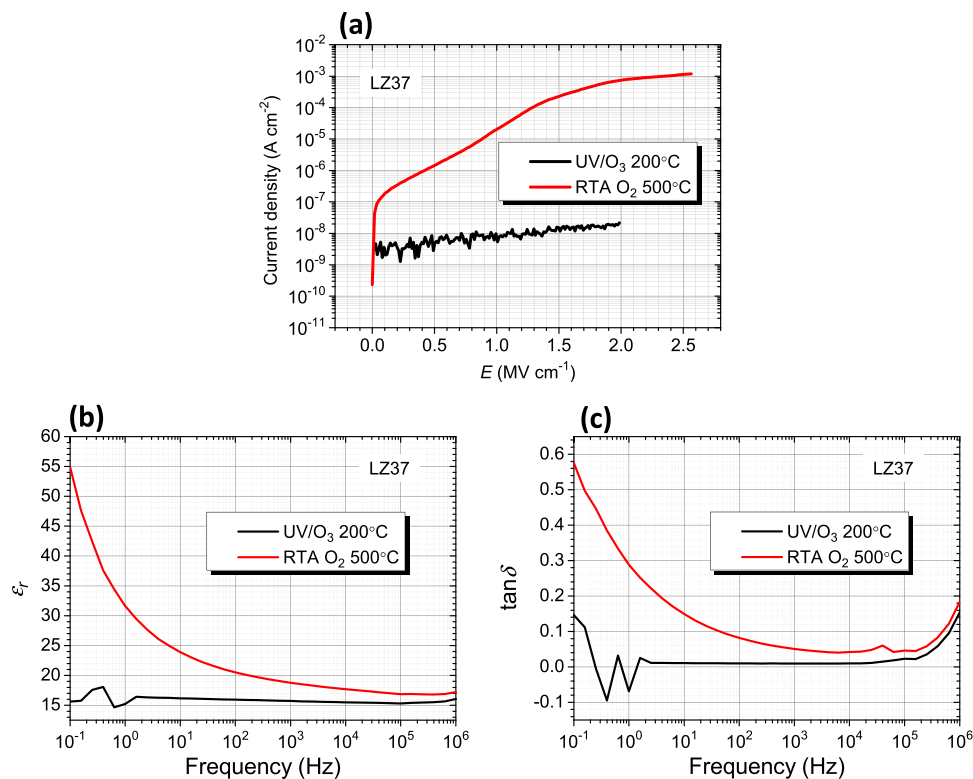 (a)
10⁻²
10⁻³
10⁻⁴
10⁻⁵
10⁻⁶
10⁻⁷
10⁻⁸
10⁻⁹
10⁻¹⁰
10⁻¹¹
Current density (A cm⁻²)
LZ37
UV/O₃ 200°C
RTA O₂ 500°C
0.0 0.5 1.0 1.5 2.0 2.5
E (MV cm⁻¹)
(b)
60
55
50
45
40
35
30
25
20
15
εᵣ
LZ37
UV/O₃ 200°C
RTA O₂ 500°C
10⁻¹ 10⁰ 10¹ 10² 10³ 10⁴ 10⁵ 10⁶
Frequency (Hz)
(c)
0.6
0.5
0.4
0.3
0.2
0.1
0.0
-0.1
tanδ
LZ37
UV/O₃ 200°C
RTA O₂ 500°C
10⁻¹ 10⁰ 10¹ 10² 10³ 10⁴ 10⁵ 10⁶
Frequency (Hz)